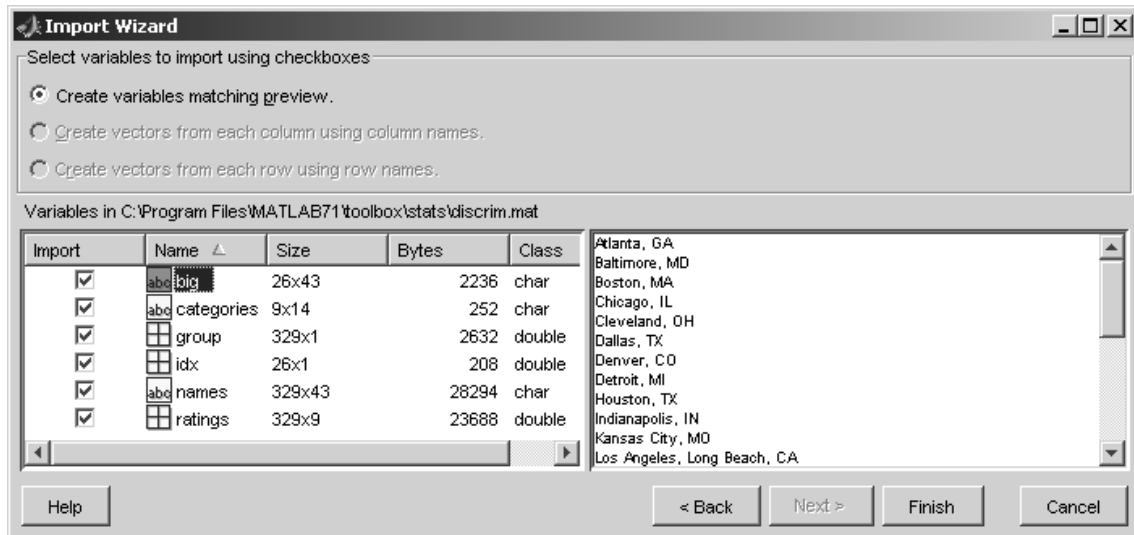 Import Wizard
Select variables to import using checkboxes
Create variables matching preview.
Create vectors from each column using column names.
Create vectors from each row using row names.
Variables in C:\Program Files\MATLAB71\toolbox\stats\discrim.mat
Import Name Size Bytes Class
abc big 26x43 2236 char
abc categories 9x14 252 char
group 329x1 2632 double
idx 26x1 208 double
abc names 329x43 28294 char
ratings 329x9 23688 double
Atlanta, GA
Baltimore, MD
Boston, MA
Chicago, IL
Cleveland, OH
Dallas, TX
Denver, CO
Detroit, MI
Houston, TX
Indianapolis, IN
Kansas City, MO
Los Angeles, Long Beach, CA
Help < Back Next > Finish Cancel